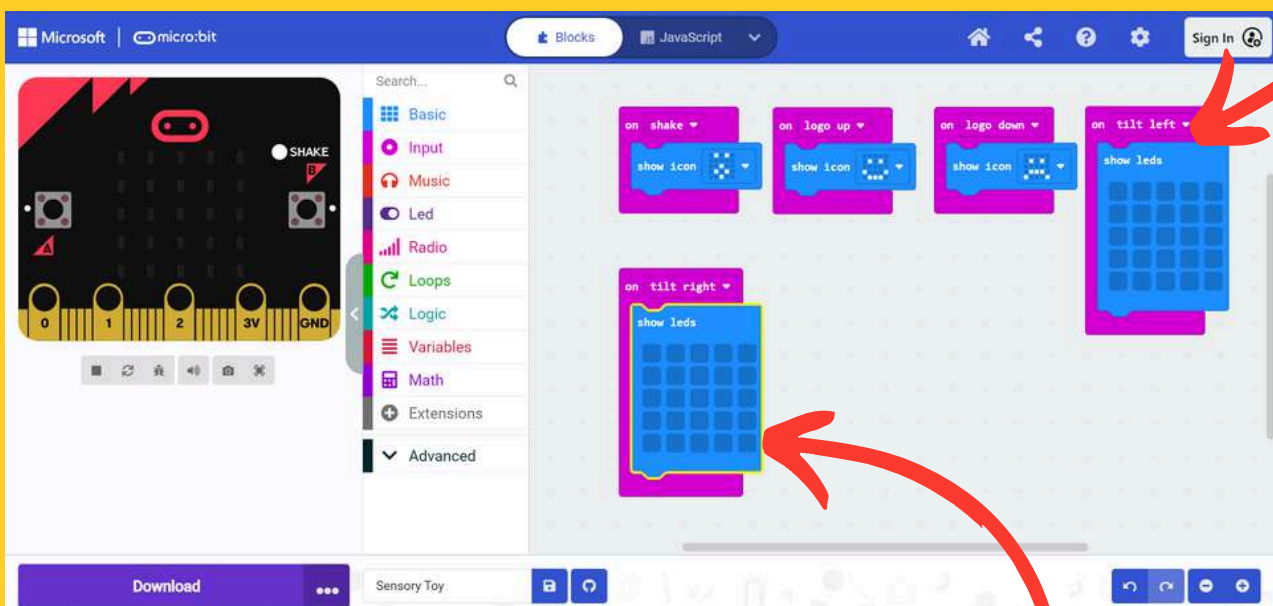 Microsoft | micro:bit
Blocks
JavaScript
Sign In
SHAKE
B
A
0 1 2 3V GND
Search...
Basic
Input
Music
Led
Radio
Loops
Logic
Variables
Math
Extensions
Advanced
on shake
show icon
on logo up
show icon
on logo down
show icon
on tilt left
show leds
on tilt right
show leds
Download
Sensory Toy